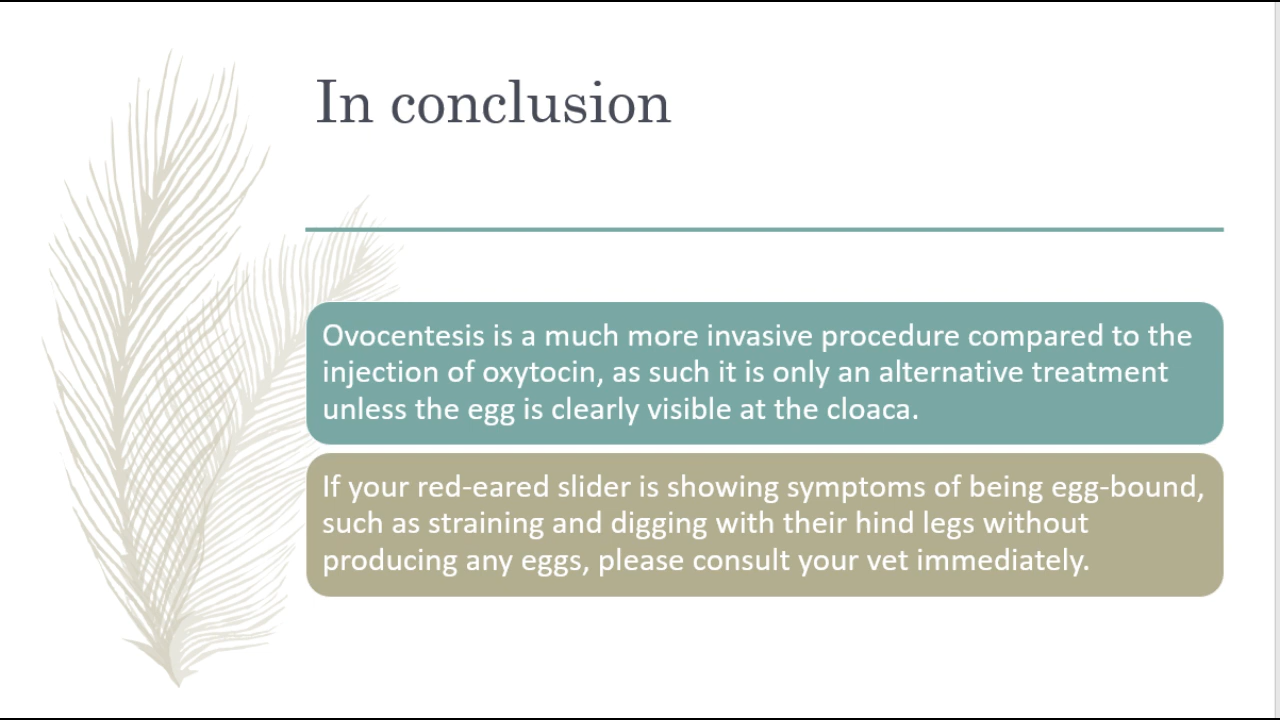 In conclusion
Ovocentesis is a much more invasive procedure compared to the
injection of oxytocin, as such it is only an alternative treatment
unless the egg is clearly visible at the cloaca.
If your red-eared slider is showing symptoms of being egg-bound,
such as straining and digging with their hind legs without
producing any eggs, please consult your vet immediately.